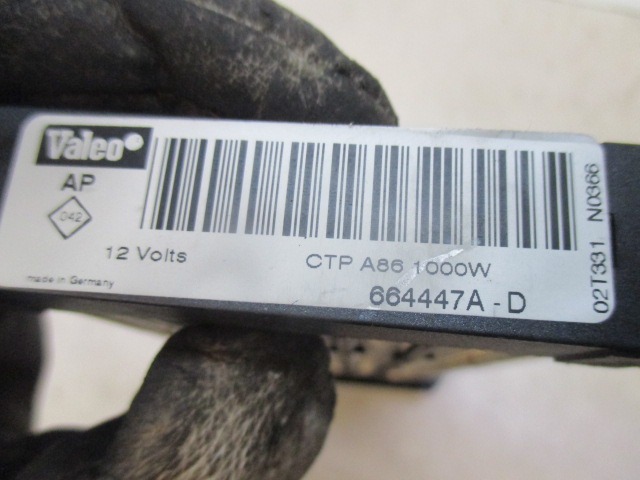 Valeo
AP
042
12 Volts
CTP A86 1000W
made in Germany
664447A - D
02T331 N0366